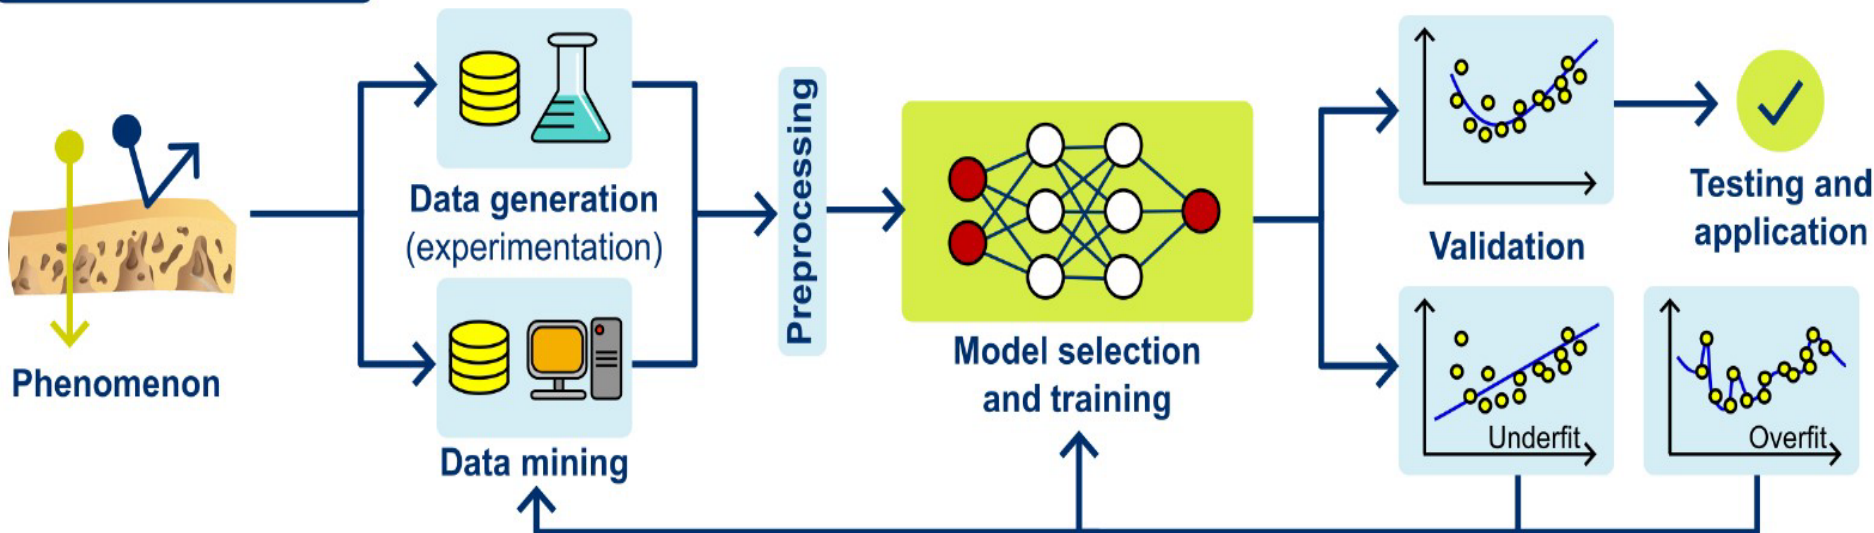 Phenomenon
Data generation
(experimentation)
Data mining
Preprocessing
Model selection
and training
Validation
Testing and
application
Underfit
Overfit